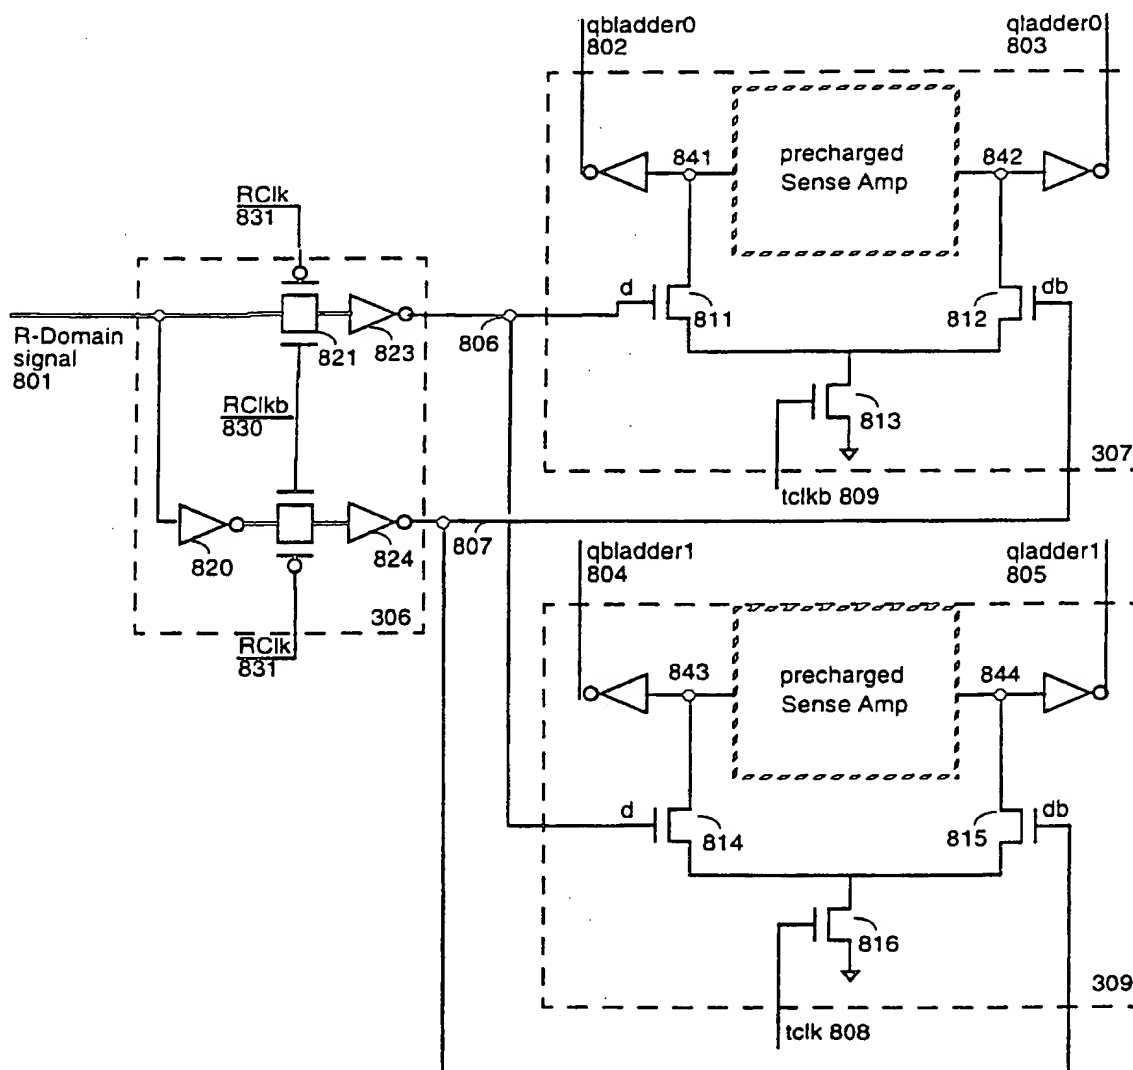 qbladder0
802
qladder0
803
841
precharged
Sense Amp
842
RClk
831
d
811
812
db
R-Domain
signal
801
821
823
806
RClkb
830
813
307
tclkb 809
820
824
807
306
RClk
831
qbladder1
804
qladder1
805
843
precharged
Sense Amp
844
d
814
815
db
816
309
tclk 808